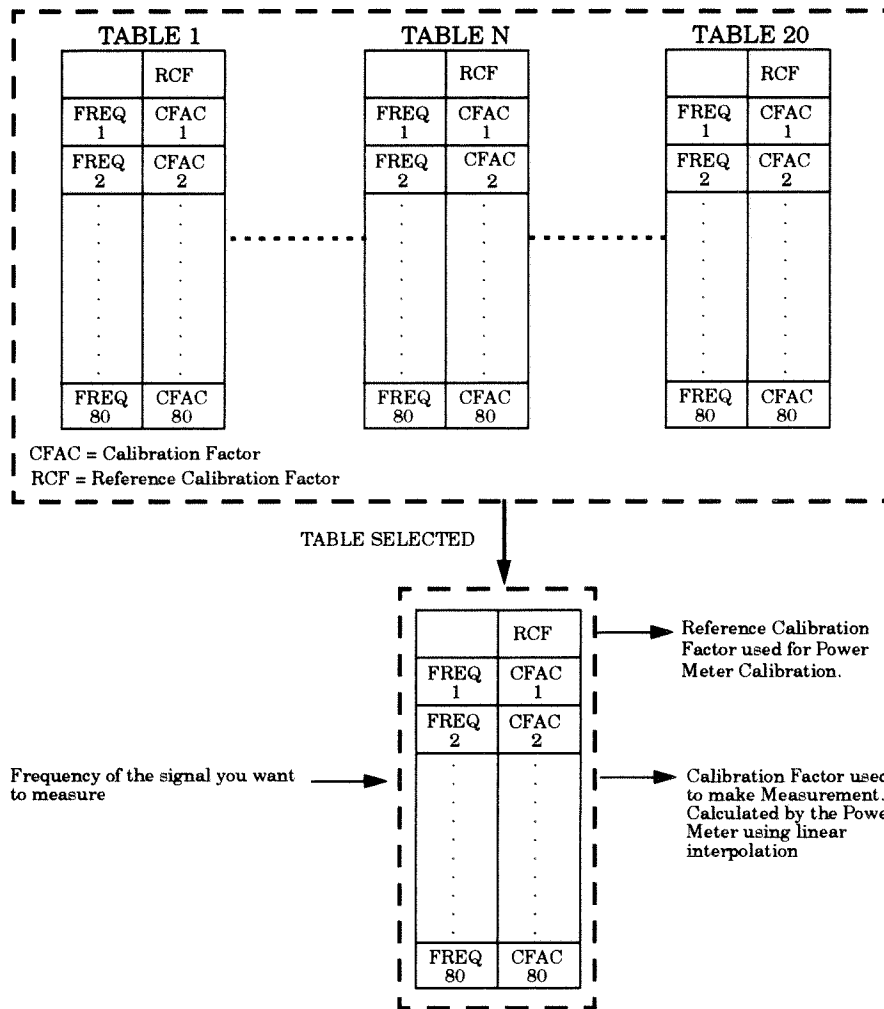 TABLE 1 TABLE N TABLE 20
RCF RCF RCF
FREQ CFAC FREQ CFAC FREQ CFAC
1 1 1 1 1 1
FREQ CFAC FREQ CFAC FREQ CFAC
2 2 2 2 2 2
FREQ CFAC FREQ CFAC FREQ CFAC
80 80 80 80 80 80
CFAC = Calibration Factor
RCF = Reference Calibration Factor
TABLE SELECTED
RCF
FREQ CFAC
1 1
FREQ CFAC
2 2
FREQ CFAC
80 80
Reference Calibration
Factor used for Power
Meter Calibration.
Frequency of the signal you want
to measure
Calibration Factor used
to make Measurement.
Calculated by the Powe
Meter using linear
interpolation